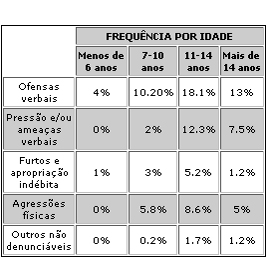 FREQUÊNCIA POR IDADE
Menos de 6 anos 7-10 anos 11-14 anos Mais de 14 anos
Ofensas verbais 4% 10.20% 18.1% 13%
Pressão e/ou ameaças verbais 0% 2% 12.3% 7.5%
Furtos e apropriação indébita 1% 3% 5.2% 1.2%
Agressões físicas 0% 5.8% 8.6% 5%
Outros não denunciáveis 0% 0.2% 1.7% 1.2%